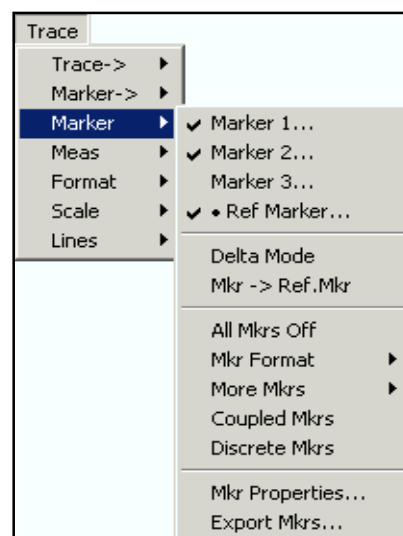 Trace
Trace->
Marker->
Marker
Meas
Format
Scale
Lines
✔ Marker 1...
✔ Marker 2...
Marker 3...
✔ • Ref Marker...
Delta Mode
Mkr -> Ref.Mkr
All Mkrs Off
Mkr Format
More Mkrs
Coupled Mkrs
Discrete Mkrs
Mkr Properties...
Export Mkrs...